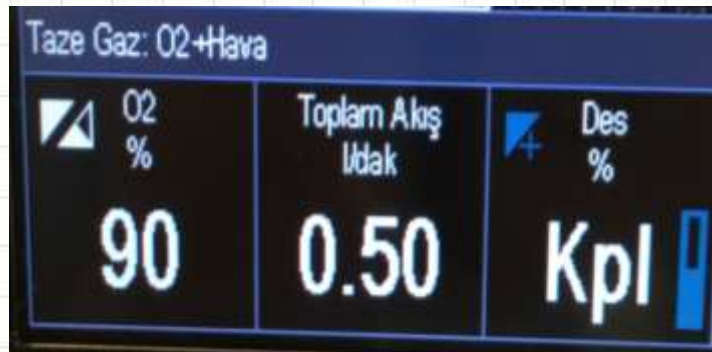 Taze Gaz: O2+Hava
O2
%
90
Toplam Akış
l/dak
0.50
Des
%
Kpl